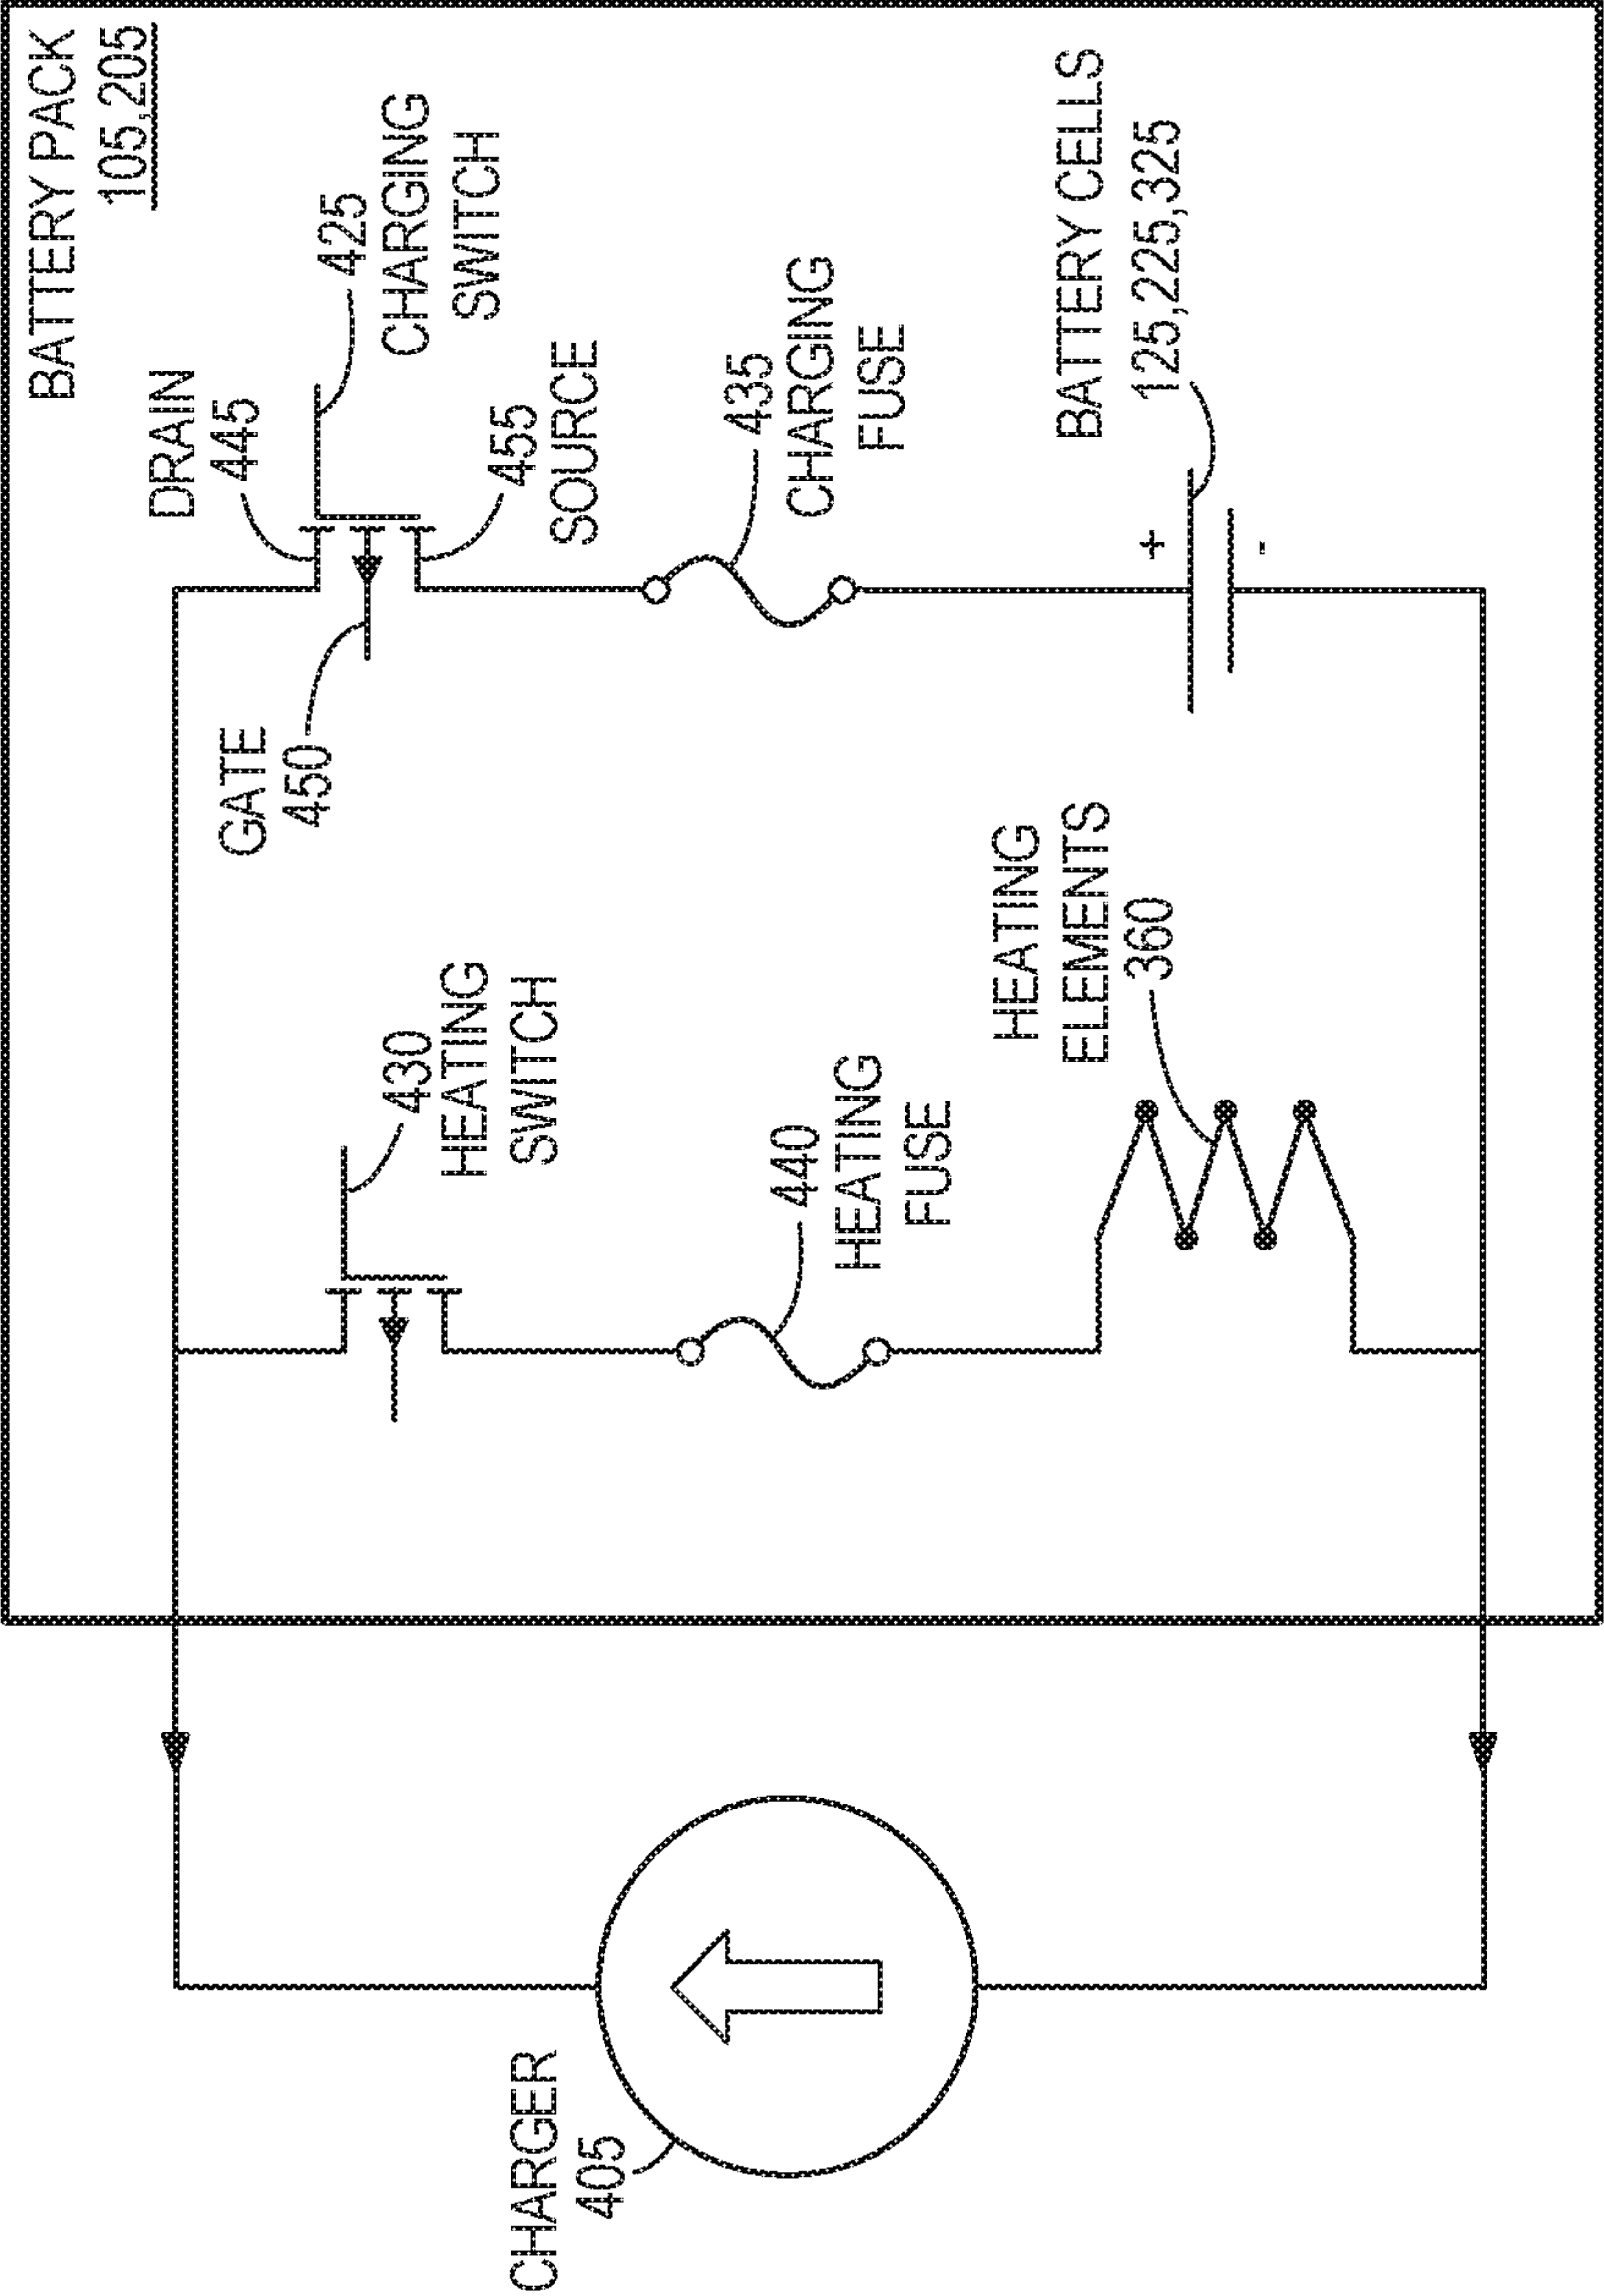 BATTERY PACK
105,205
DRAIN
445
425
CHARGING
SWITCH
GATE
450
455
SOURCE
430
HEATING
SWITCH
435
CHARGING
FUSE
440
HEATING
FUSE
CHARGER
405
HEATING
ELEMENTS
360
BATTERY CELLS
125,225,325
+
-